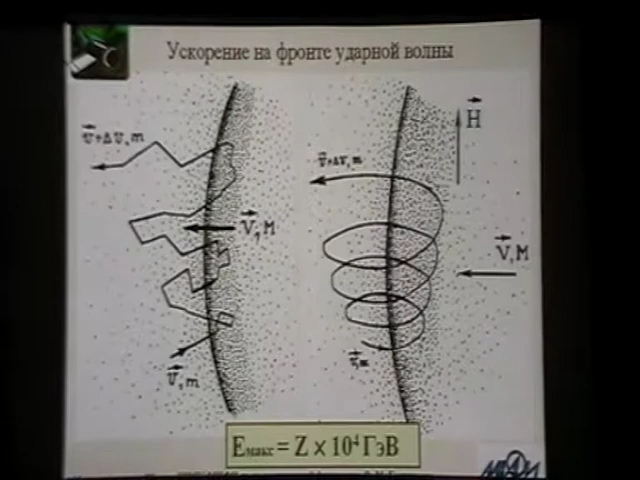 Ускорение на фронте ударной волны
v+Δv, m
H
v+Δv, m
V, M
V, M
v, m
v, m
Eмакс = Z x 10⁴ ГэВ